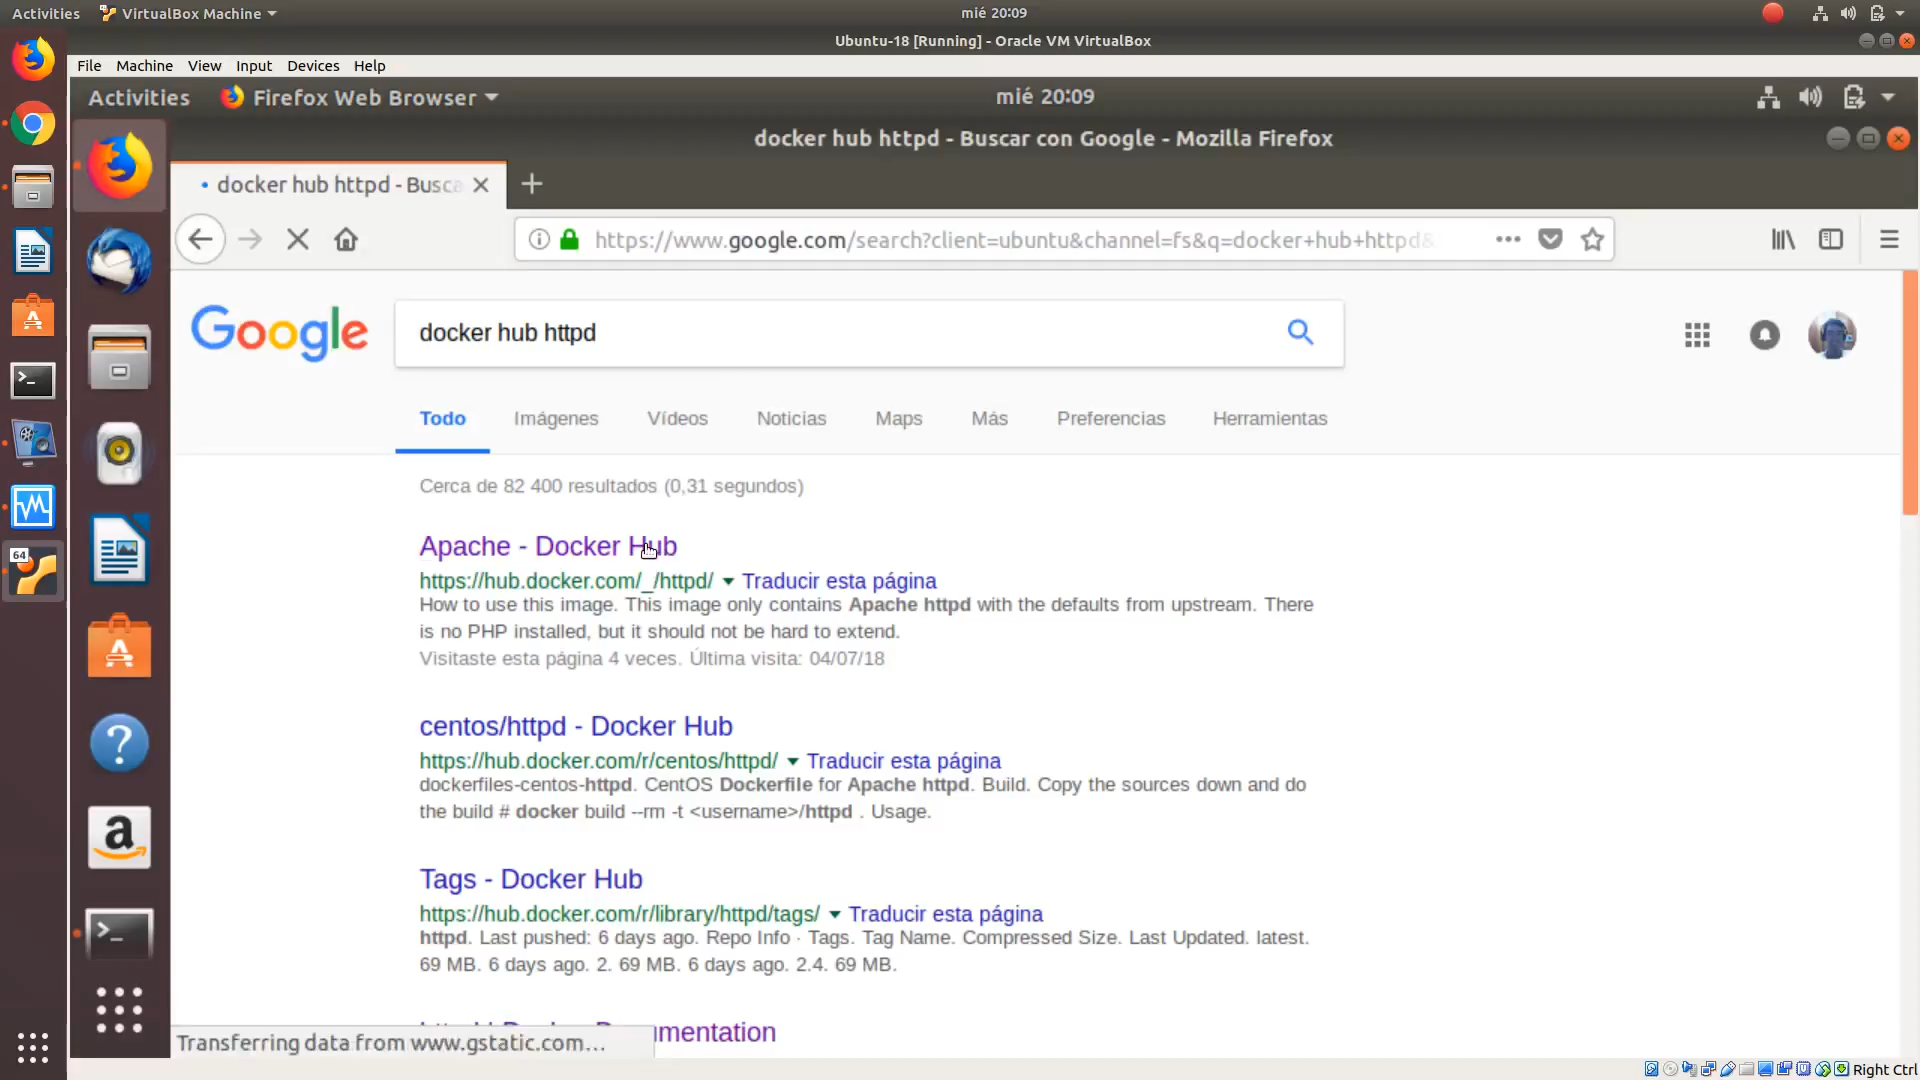 Activities
VirtualBox Machine
mié 20:09
Ubuntu-18 [Running] - Oracle VM VirtualBox
File Machine View Input Devices Help
Activities
Firefox Web Browser
mié 20:09
docker hub httpd - Buscar con Google - Mozilla Firefox
docker hub httpd - Busca
https://www.google.com/search?client=ubuntu&channel=fs&q=docker+hub+httpd&
Google
docker hub httpd
Todo Imágenes Vídeos Noticias Maps Más Preferencias Herramientas
Cerca de 82 400 resultados (0,31 segundos)
Apache - Docker Hub
https://hub.docker.com/_/httpd/ Traducir esta página
How to use this image. This image only contains Apache httpd with the defaults from upstream. There
is no PHP installed, but it should not be hard to extend.
Visitaste esta página 4 veces. Última visita: 04/07/18
centos/httpd - Docker Hub
https://hub.docker.com/r/centos/httpd/ Traducir esta página
dockerfiles-centos-httpd. CentOS Dockerfile for Apache httpd. Build. Copy the sources down and do
the build # docker build --rm -t <username>/httpd . Usage.
Tags - Docker Hub
https://hub.docker.com/r/library/httpd/tags/ Traducir esta página
httpd. Last pushed: 6 days ago. Repo Info · Tags. Tag Name. Compressed Size. Last Updated. latest.
69 MB. 6 days ago. 2. 69 MB. 6 days ago. 2.4. 69 MB.
mentation
Transferring data from www.gstatic.com...
64
Right Ctrl